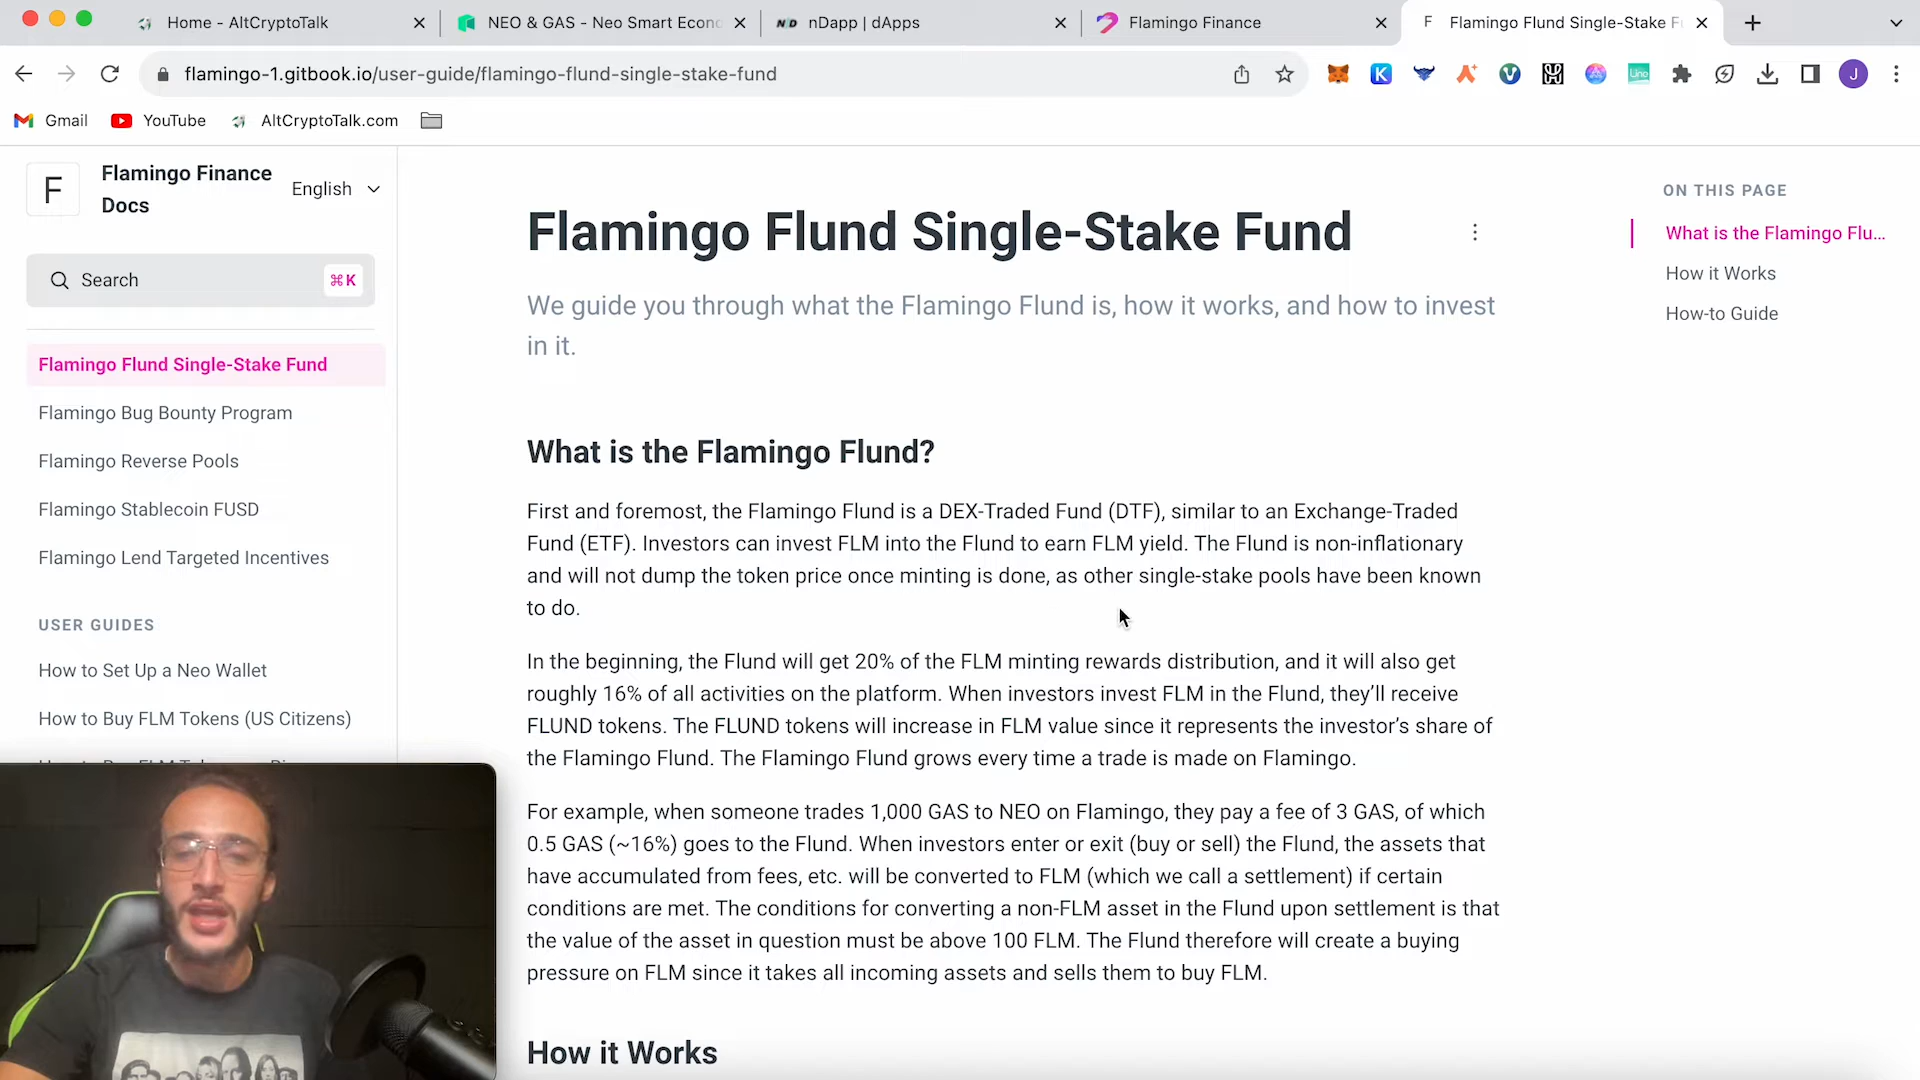 Home - AltCryptoTalk
NEO & GAS - Neo Smart Econ
nDapp | dApps
Flamingo Finance
F
Flamingo Flund Single-Stake F
flamingo-1.gitbook.io/user-guide/flamingo-flund-single-stake-fund
J
Gmail
YouTube
AltCryptoTalk.com
F
Flamingo Finance
Docs
English
Search
⌘K
Flamingo Flund Single-Stake Fund
Flamingo Bug Bounty Program
Flamingo Reverse Pools
Flamingo Stablecoin FUSD
Flamingo Lend Targeted Incentives
USER GUIDES
How to Set Up a Neo Wallet
How to Buy FLM Tokens (US Citizens)
Flamingo Flund Single-Stake Fund
We guide you through what the Flamingo Flund is, how it works, and how to invest
in it.
What is the Flamingo Flund?
First and foremost, the Flamingo Flund is a DEX-Traded Fund (DTF), similar to an Exchange-Traded
Fund (ETF). Investors can invest FLM into the Flund to earn FLM yield. The Flund is non-inflationary
and will not dump the token price once minting is done, as other single-stake pools have been known
to do.
In the beginning, the Flund will get 20% of the FLM minting rewards distribution, and it will also get
roughly 16% of all activities on the platform. When investors invest FLM in the Flund, they’ll receive
FLUND tokens. The FLUND tokens will increase in FLM value since it represents the investor’s share of
the Flamingo Flund. The Flamingo Flund grows every time a trade is made on Flamingo.
For example, when someone trades 1,000 GAS to NEO on Flamingo, they pay a fee of 3 GAS, of which
0.5 GAS (~16%) goes to the Flund. When investors enter or exit (buy or sell) the Flund, the assets that
have accumulated from fees, etc. will be converted to FLM (which we call a settlement) if certain
conditions are met. The conditions for converting a non-FLM asset in the Flund upon settlement is that
the value of the asset in question must be above 100 FLM. The Flund therefore will create a buying
pressure on FLM since it takes all incoming assets and sells them to buy FLM.
How it Works
ON THIS PAGE
What is the Flamingo Flu...
How it Works
How-to Guide